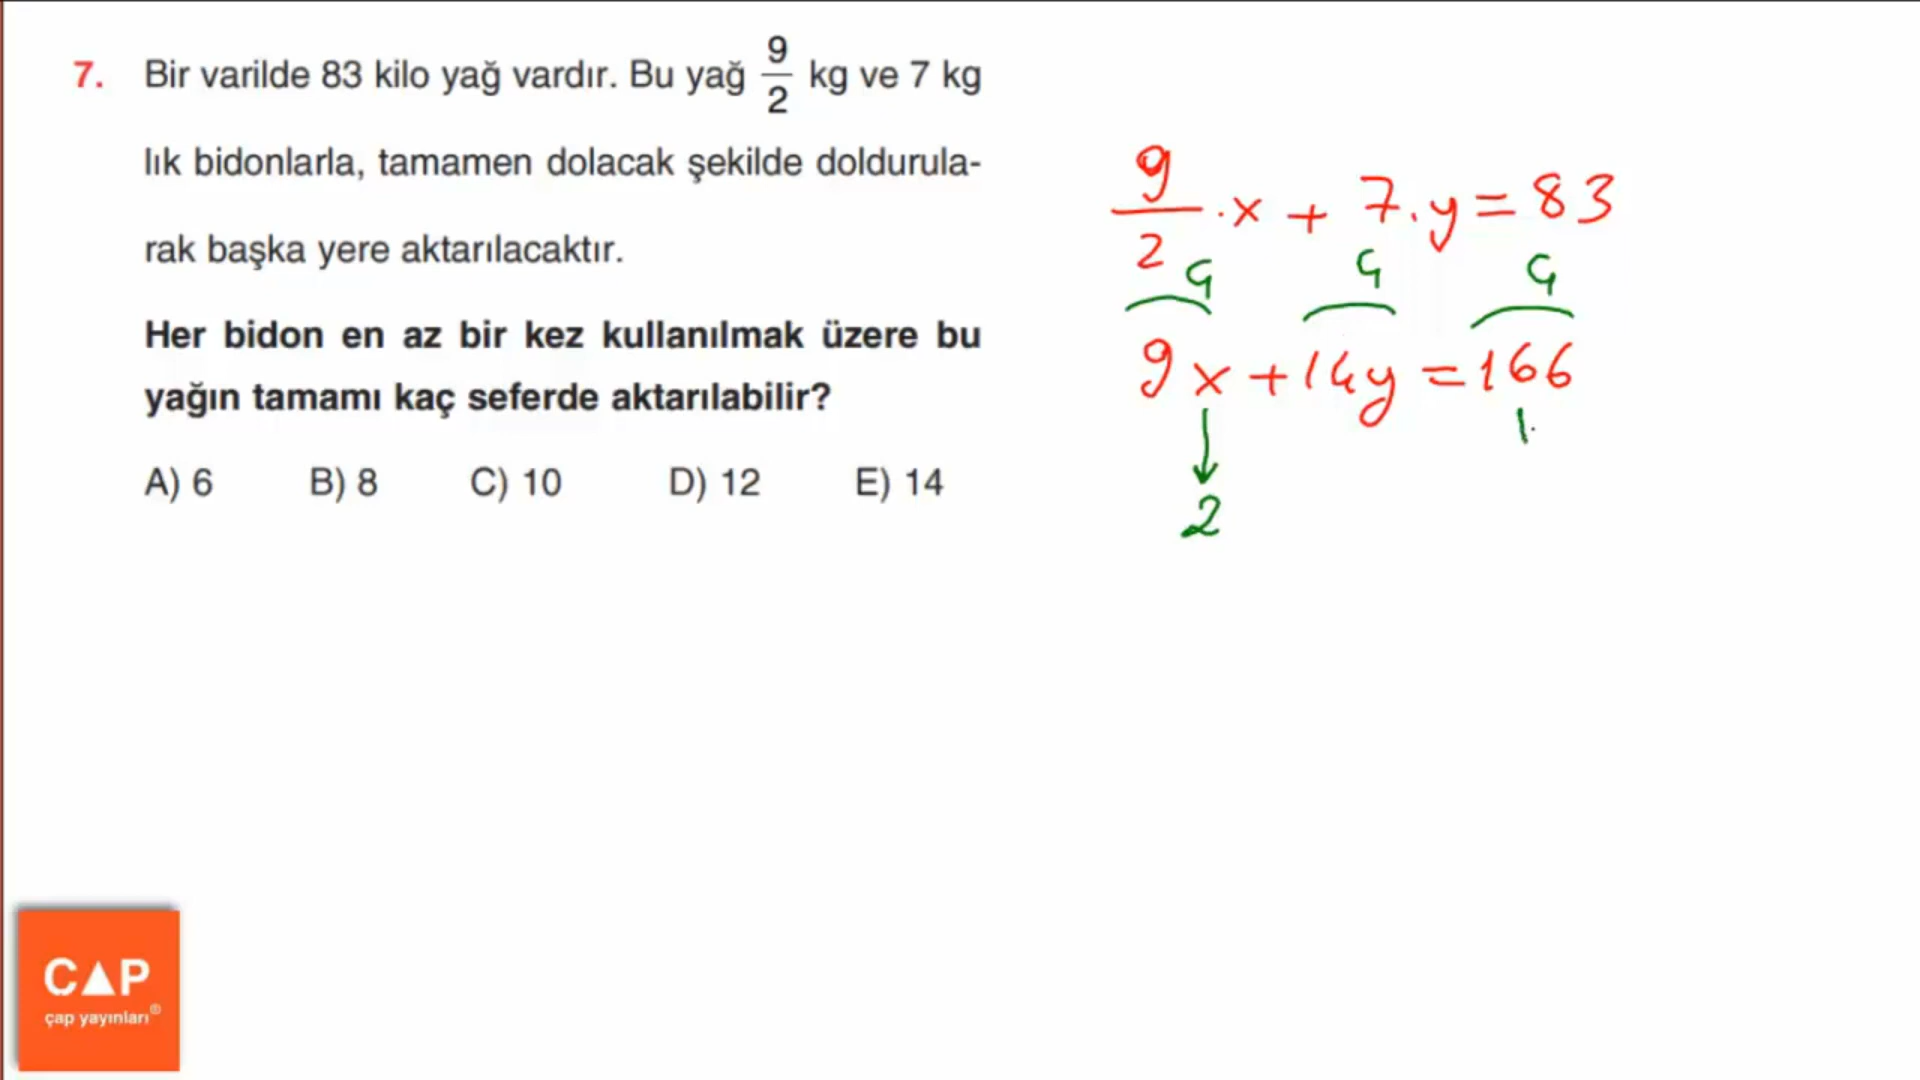 7. Bir varilde 83 kilo yağ vardır. Bu yağ 9/2 kg ve 7 kg
lık bidonlarla, tamamen dolacak şekilde doldurula-
rak başka yere aktarılacaktır.
Her bidon en az bir kez kullanılmak üzere bu
yağın tamamı kaç seferde aktarılabilir?
A) 6 B) 8 C) 10 D) 12 E) 14
9/2 . x + 7 . y = 83
Ç Ç Ç
9x + 14y = 166
2
CAP
çap yayınları®